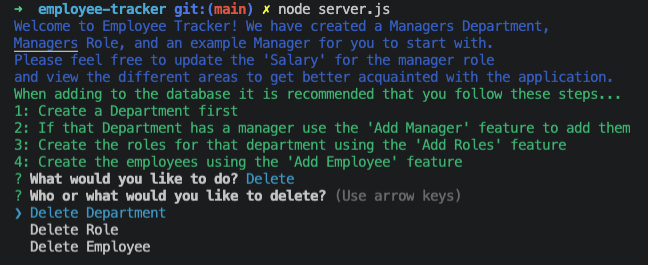 ➜ employee-tracker git:(main) ✗ node server.js
Welcome to Employee Tracker! We have created a Managers Department,
Managers Role, and an example Manager for you to start with.
Please feel free to update the 'Salary' for the manager role
and view the different areas to get better acquainted with the application.
When adding to the database it is recommended that you follow these steps...
1: Create a Department first
2: If that Department has a manager use the 'Add Manager' feature to add them
3: Create the roles for that department using the 'Add Roles' feature
4: Create the employees using the 'Add Employee' feature
? What would you like to do? Delete
? Who or what would you like to delete? (Use arrow keys)
❯ Delete Department
Delete Role
Delete Employee